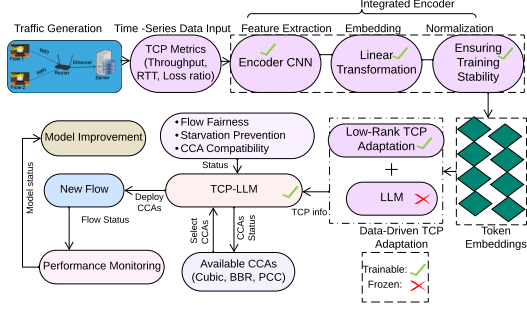 Integrated Encoder
Traffic Generation
Time -Series Data Input
Feature Extraction
Embedding
Normalization
Flow 1
WiFi
Router
Ethernet
Server
WiFi
Flow 2
TCP Metrics
(Throughput,
RTT, Loss ratio)
Encoder CNN
Linear
Transformation
Ensuring
Training
Stability
Model Improvement
• Flow Fairness
• Starvation Prevention
• CCA Compatibility
Low-Rank TCP
Adaptation
+
LLM
Status
Model status
New Flow
Deploy
CCAs
TCP-LLM
TCP info
Flow Status
Select
CCAs
CCAs
Status
Data-Driven TCP
Adaptation
Token
Embeddings
Performance Monitoring
Available CCAs
(Cubic, BBR, PCC)
Trainable:
Frozen: